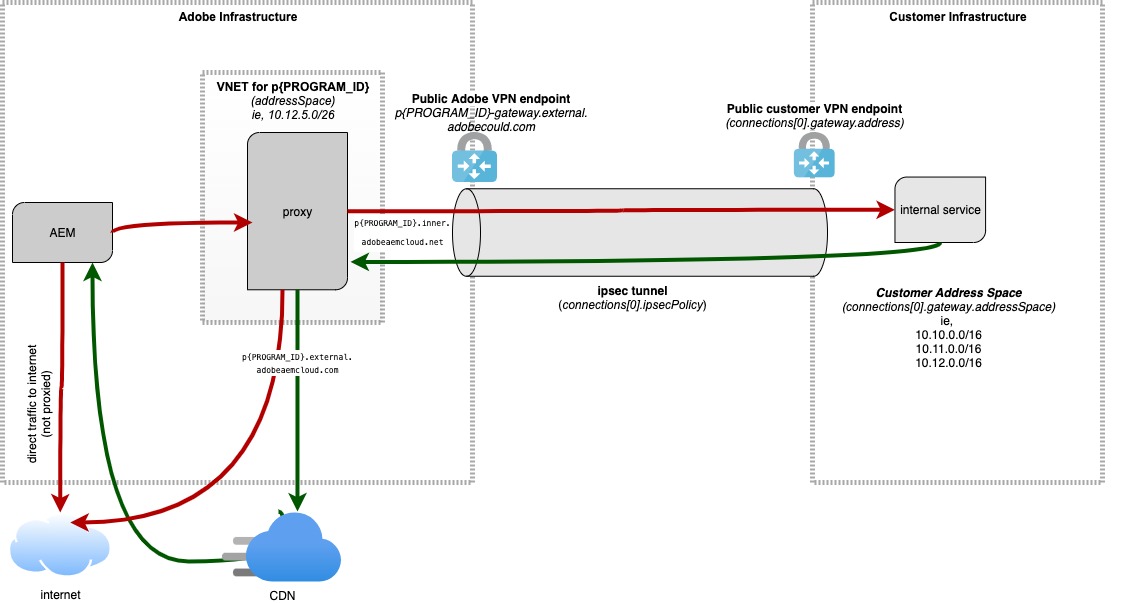 Adobe Infrastructure
Customer Infrastructure
VNET for p{PROGRAM_ID}
(addressSpace)
ie, 10.12.5.0/26
Public Adobe VPN endpoint
p{PROGRAM_ID}-gateway.external.
adobecould.com
Public customer VPN endpoint
(connections[0].gateway.address)
AEM
proxy
p{PROGRAM_ID}.inner.
adobeaemcloud.net
internal service
ipsec tunnel
(connections[0].ipsecPolicy)
Customer Address Space
(connections[0].gateway.addressSpace)
ie,
10.10.0.0/16
10.11.0.0/16
10.12.0.0/16
p{PROGRAM_ID}.external.
adobeaemcloud.com
direct traffic to internet
(not proxied)
internet
CDN